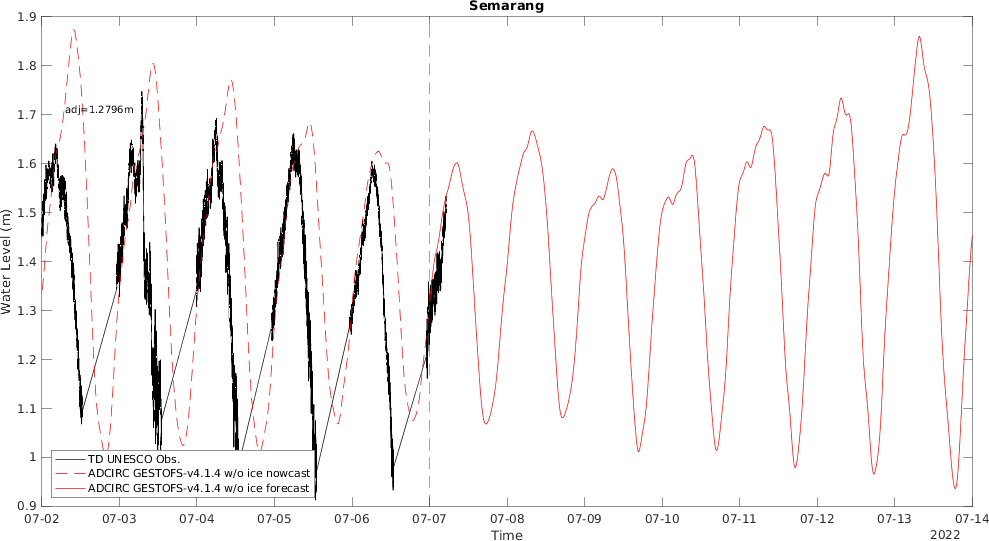 Semarang
1.9
1.8
1.7
1.6
1.5
1.4
1.3
1.2
1.1
1
0.9
Water Level (m)
adj=1.2796m
TD UNESCO Obs.
ADCIRC GESTOFS-v4.1.4 w/o ice nowcast
ADCIRC GESTOFS-v4.1.4 w/o ice forecast
07-02 07-03 07-04 07-05 07-06 07-07 07-08 07-09 07-10 07-11 07-12 07-13 07-14
Time
2022